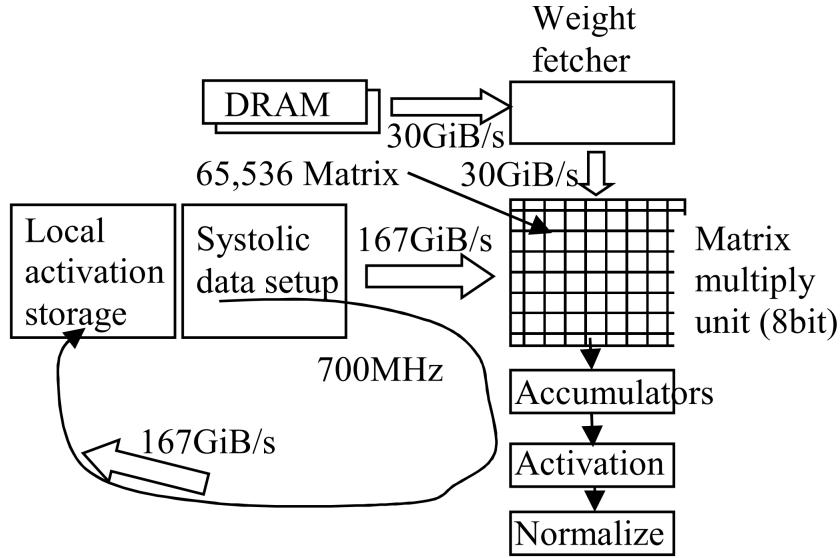 Weight
fetcher
DRAM
30GiB/s
65,536 Matrix
30GiB/s
Local
activation
storage
Systolic
data setup
167GiB/s
Matrix
multiply
unit (8bit)
700MHz
Accumulators
167GiB/s
Activation
Normalize